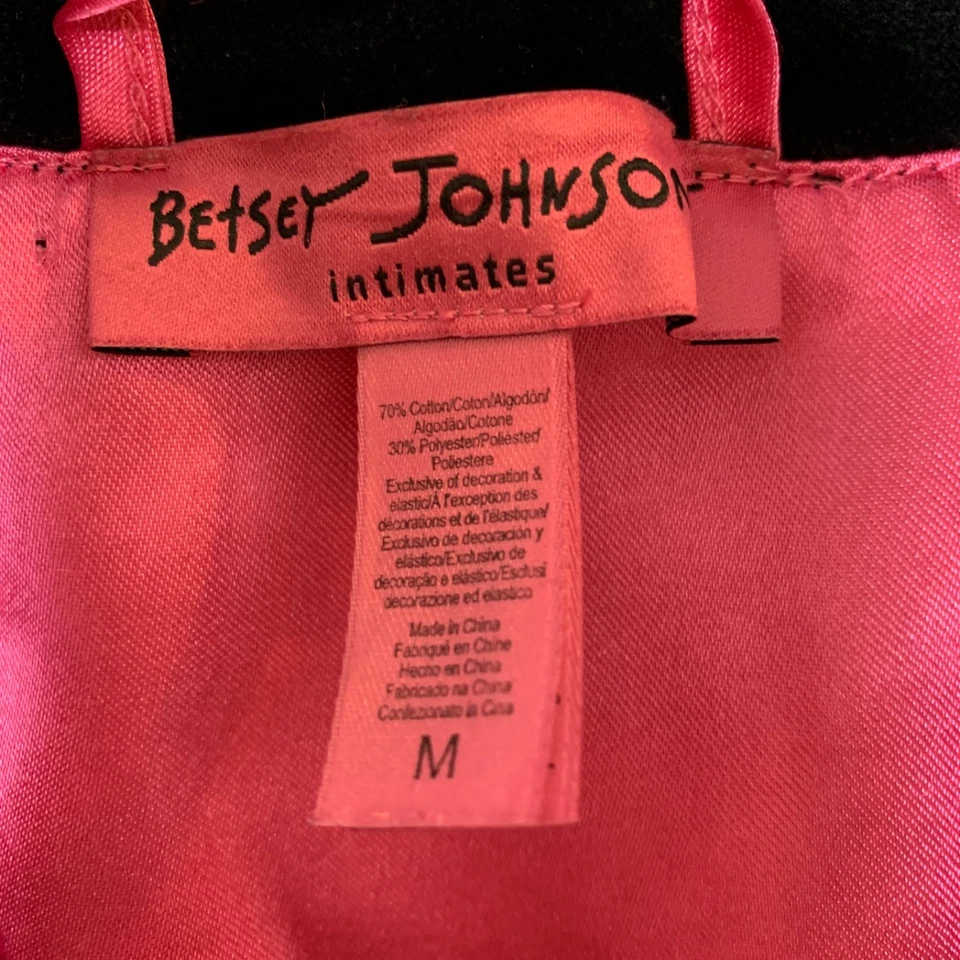 BEtSEY JOHNSON
intimates
70% Cotton/Coton/Algodón/
Algodão/Cotone
30% Polyester/Poliester/
Poliestere
Exclusive of decoration &
elastic/À l'exception des
décorations et de l'élastique/
Exclusivo de decoración y
elástico/Exclusivo de
decoração e elástico/Esclusi
decorazione ed elastico
Made in China
Fabriqué en Chine
Hecho en China
Fabricado na China
Confezionato in Cina
M